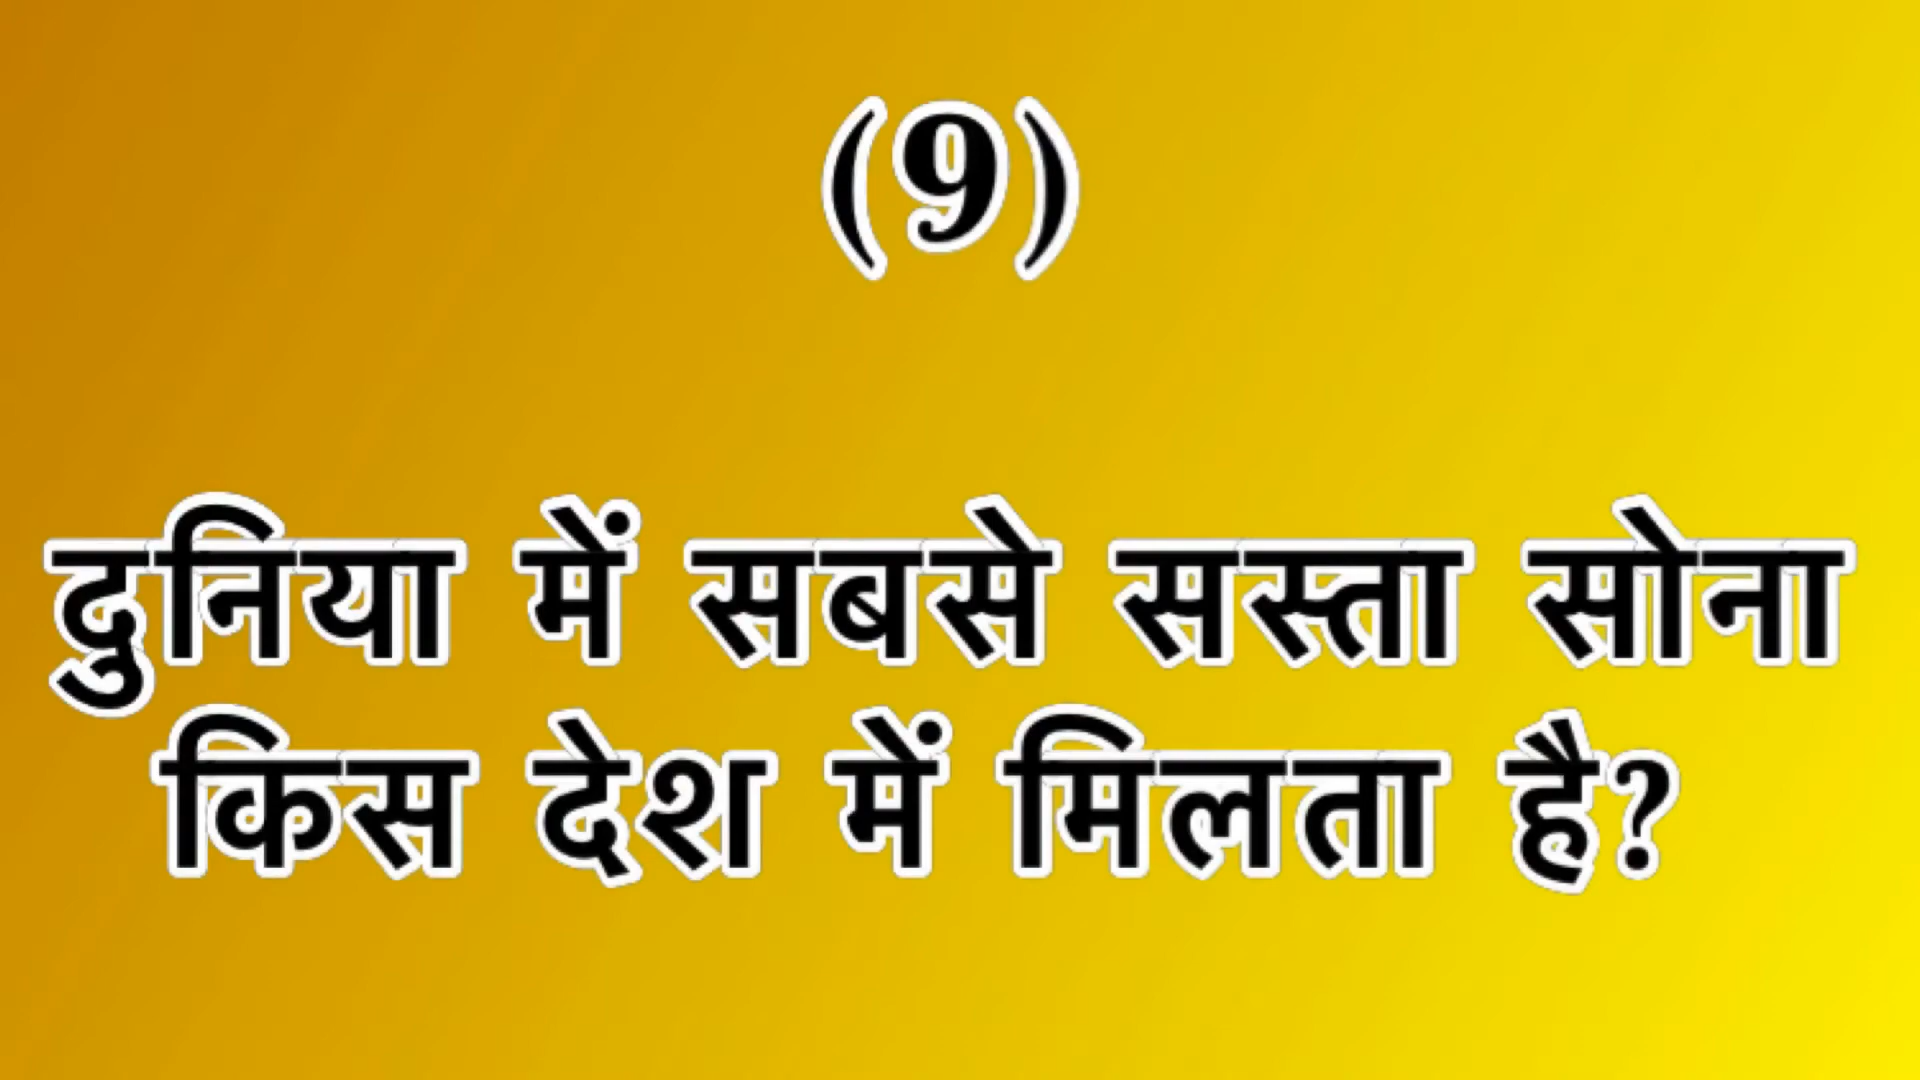 (9)
दुनिया में सबसे सस्ता सोना
किस देश में मिलता है?